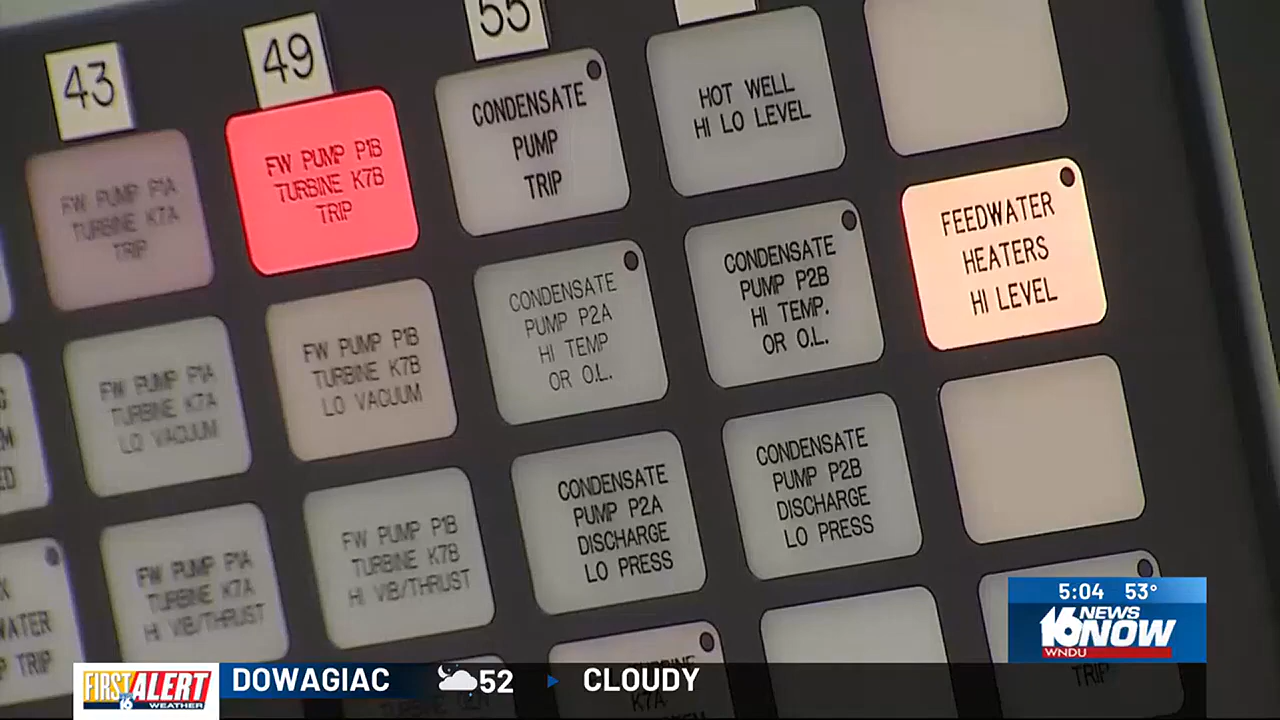 43
49
55
FW PUMP P1A
TURBINE K7A
TRIP
FW PUMP P1B
TURBINE K7B
TRIP
CONDENSATE
PUMP
TRIP
HOT WELL
HI LO LEVEL
FW PUMP P1A
TURBINE K7A
LO VACUUM
FW PUMP P1B
TURBINE K7B
LO VACUUM
CONDENSATE
PUMP P2A
HI TEMP
OR O.L.
CONDENSATE
PUMP P2B
HI TEMP.
OR O.L.
FEEDWATER
HEATERS
HI LEVEL
FW PUMP P1A
TURBINE K7A
HI VIB/THRUST
FW PUMP P1B
TURBINE K7B
HI VIB/THRUST
CONDENSATE
PUMP P2A
DISCHARGE
LO PRESS
CONDENSATE
PUMP P2B
DISCHARGE
LO PRESS
TRIP
K7A
TRIP
5:04 53°
16 NEWS
NOW
WNDU
FIRST ALERT
16 WEATHER
DOWAGIAC 52 CLOUDY